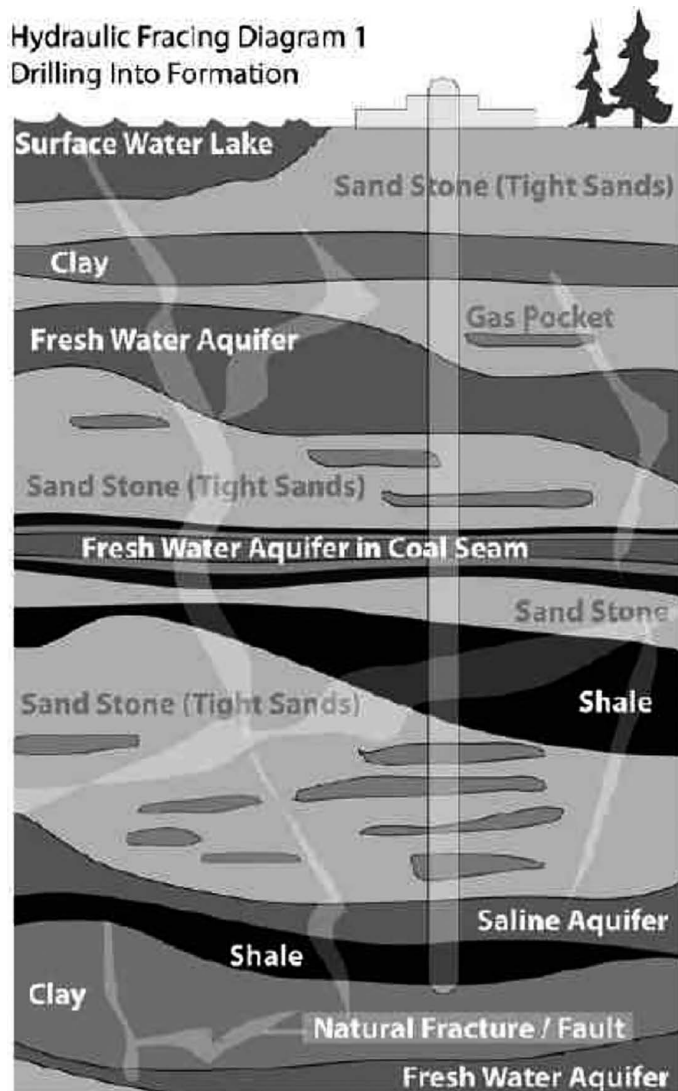 Hydraulic Fracing Diagram 1
Drilling Into Formation
Surface Water Lake
Sand Stone (Tight Sands)
Clay
Gas Pocket
Fresh Water Aquifer
Sand Stone (Tight Sands)
Fresh Water Aquifer in Coal Seam
Sand Stone
Shale
Sand Stone (Tight Sands)
Saline Aquifer
Shale
Clay
Natural Fracture / Fault
Fresh Water Aquifer